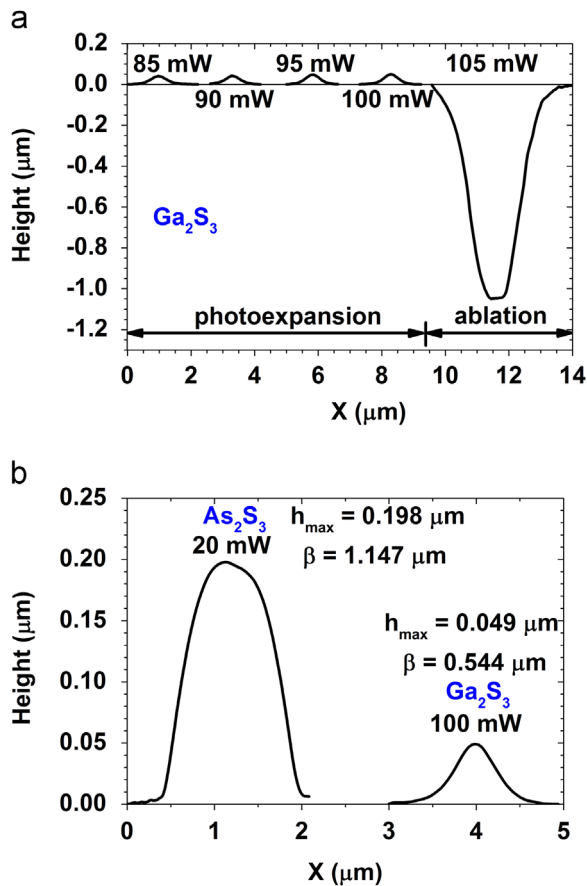 a
0.2
85 mW 95 mW 105 mW
0.0
90 mW 100 mW
-0.2
-0.4
-0.6
Ga2S3
-0.8
-1.0
photoexpansion ablation
-1.2
Height (μm)
0 2 4 6 8 10 12 14
X (μm)
b
0.25
As2S3 hmax = 0.198 μm
20 mW β = 1.147 μm
0.20
0.15
hmax = 0.049 μm
β = 0.544 μm
0.10
Ga2S3
100 mW
0.05
0.00
Height (μm)
0 1 2 3 4 5
X (μm)